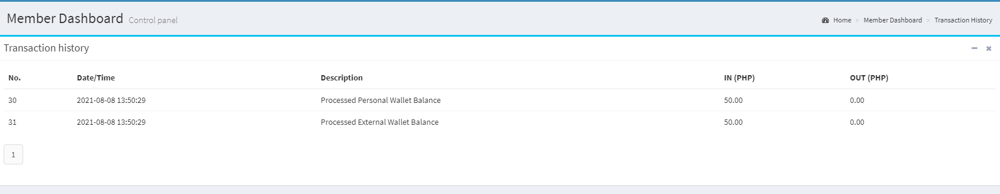 Member Dashboard Control panel
Home > Member Dashboard > Transaction History
Transaction history
No. Date/Time Description IN (PHP) OUT (PHP)
30 2021-08-08 13:50:29 Processed Personal Wallet Balance 50.00 0.00
31 2021-08-08 13:50:29 Processed External Wallet Balance 50.00 0.00
1